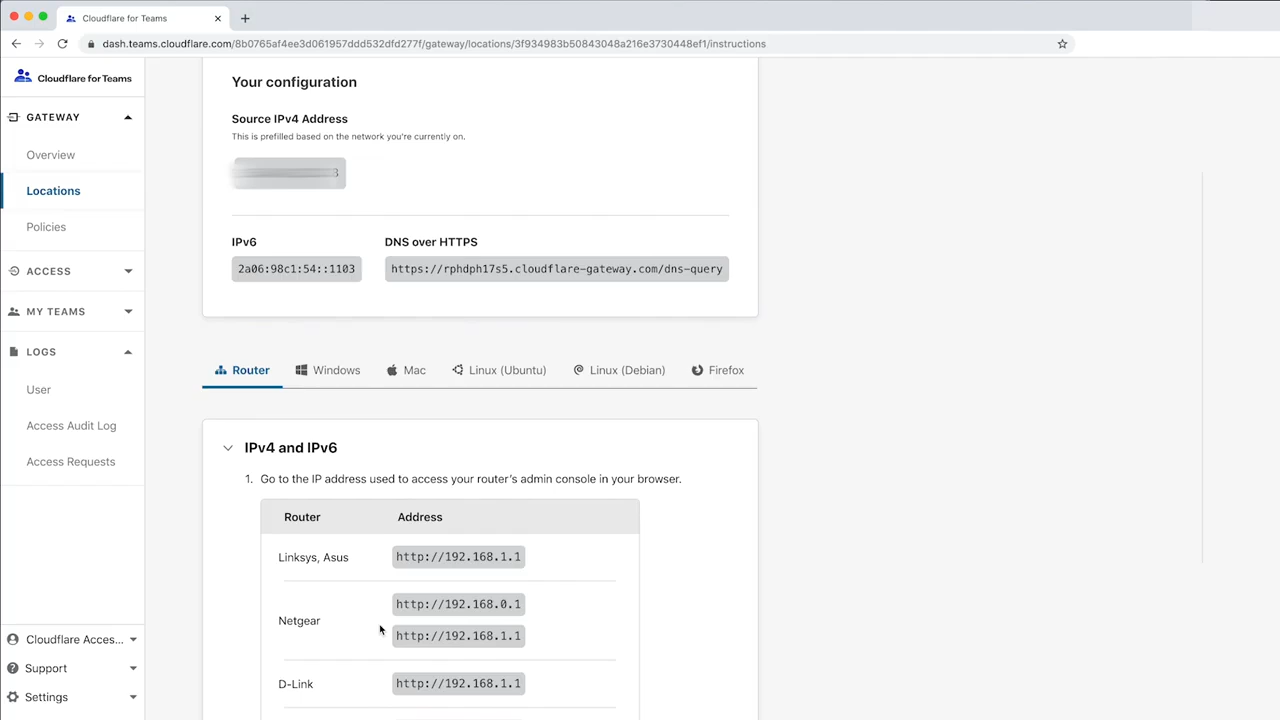 Cloudflare for Teams
dash.teams.cloudflare.com/8b0765af4ee3d061957ddd532dfd277f/gateway/locations/3f934983b50843048a216e3730448ef1/instructions
Cloudflare for Teams
GATEWAY
Overview
Locations
Policies
ACCESS
MY TEAMS
LOGS
User
Access Audit Log
Access Requests
Cloudflare Acces...
Support
Settings
Your configuration
Source IPv4 Address
This is prefilled based on the network you're currently on.
3
IPv6 DNS over HTTPS
2a06:98c1:54::1103 https://rphdph17s5.cloudflare-gateway.com/dns-query
Router Windows Mac Linux (Ubuntu) Linux (Debian) Firefox
IPv4 and IPv6
1. Go to the IP address used to access your router's admin console in your browser.
Router Address
Linksys, Asus http://192.168.1.1
Netgear http://192.168.0.1
http://192.168.1.1
D-Link http://192.168.1.1